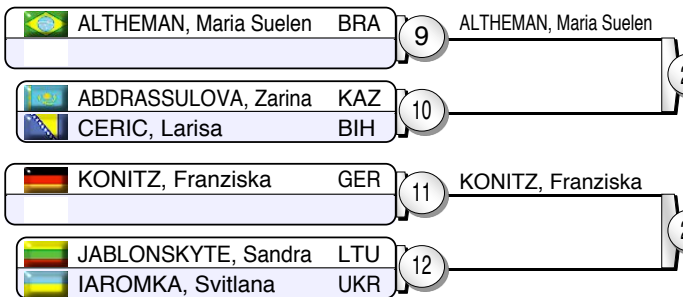 ALTHEMAN, Maria Suelen BRA 9 ALTHEMAN, Maria Suelen
ABDRASSULOVA, Zarina KAZ
10
CERIC, Larisa BIH
KONITZ, Franziska GER 11 KONITZ, Franziska
JABLONSKYTE, Sandra LTU
12
IAROMKA, Svitlana UKR